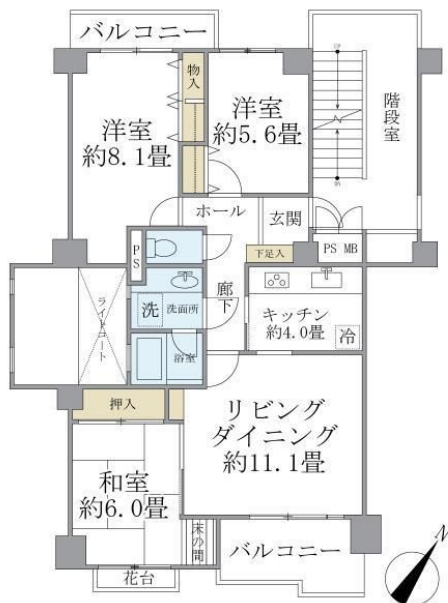 バルコニー
物入
洋室
約8.1畳
洋室
約5.6畳
UP
DN
階段室
ホール
玄関
PS
下足入
PS MB
ライトコート
洗
洗面所
廊下
キッチン
約4.0畳
冷
浴室
押入
リビング
ダイニング
約11.1畳
和室
約6.0畳
床の間
バルコニー
花台
N